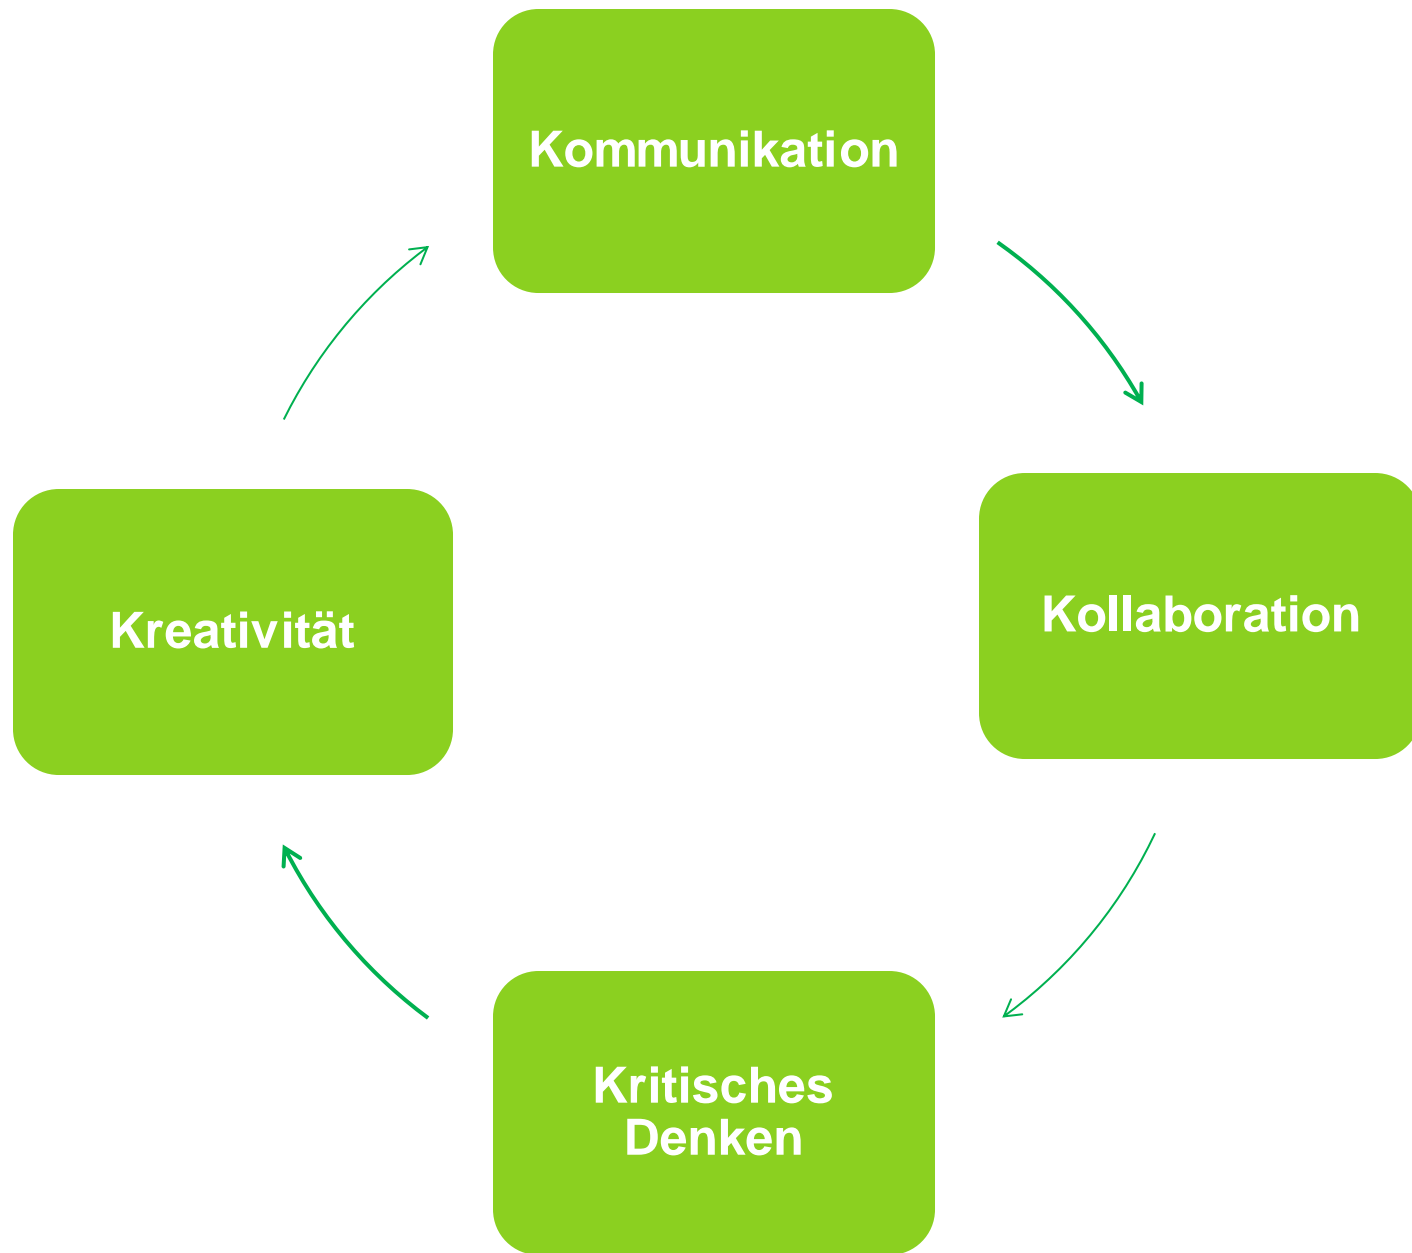 Kommunikation
Kreativität
Kollaboration
Kritisches
Denken